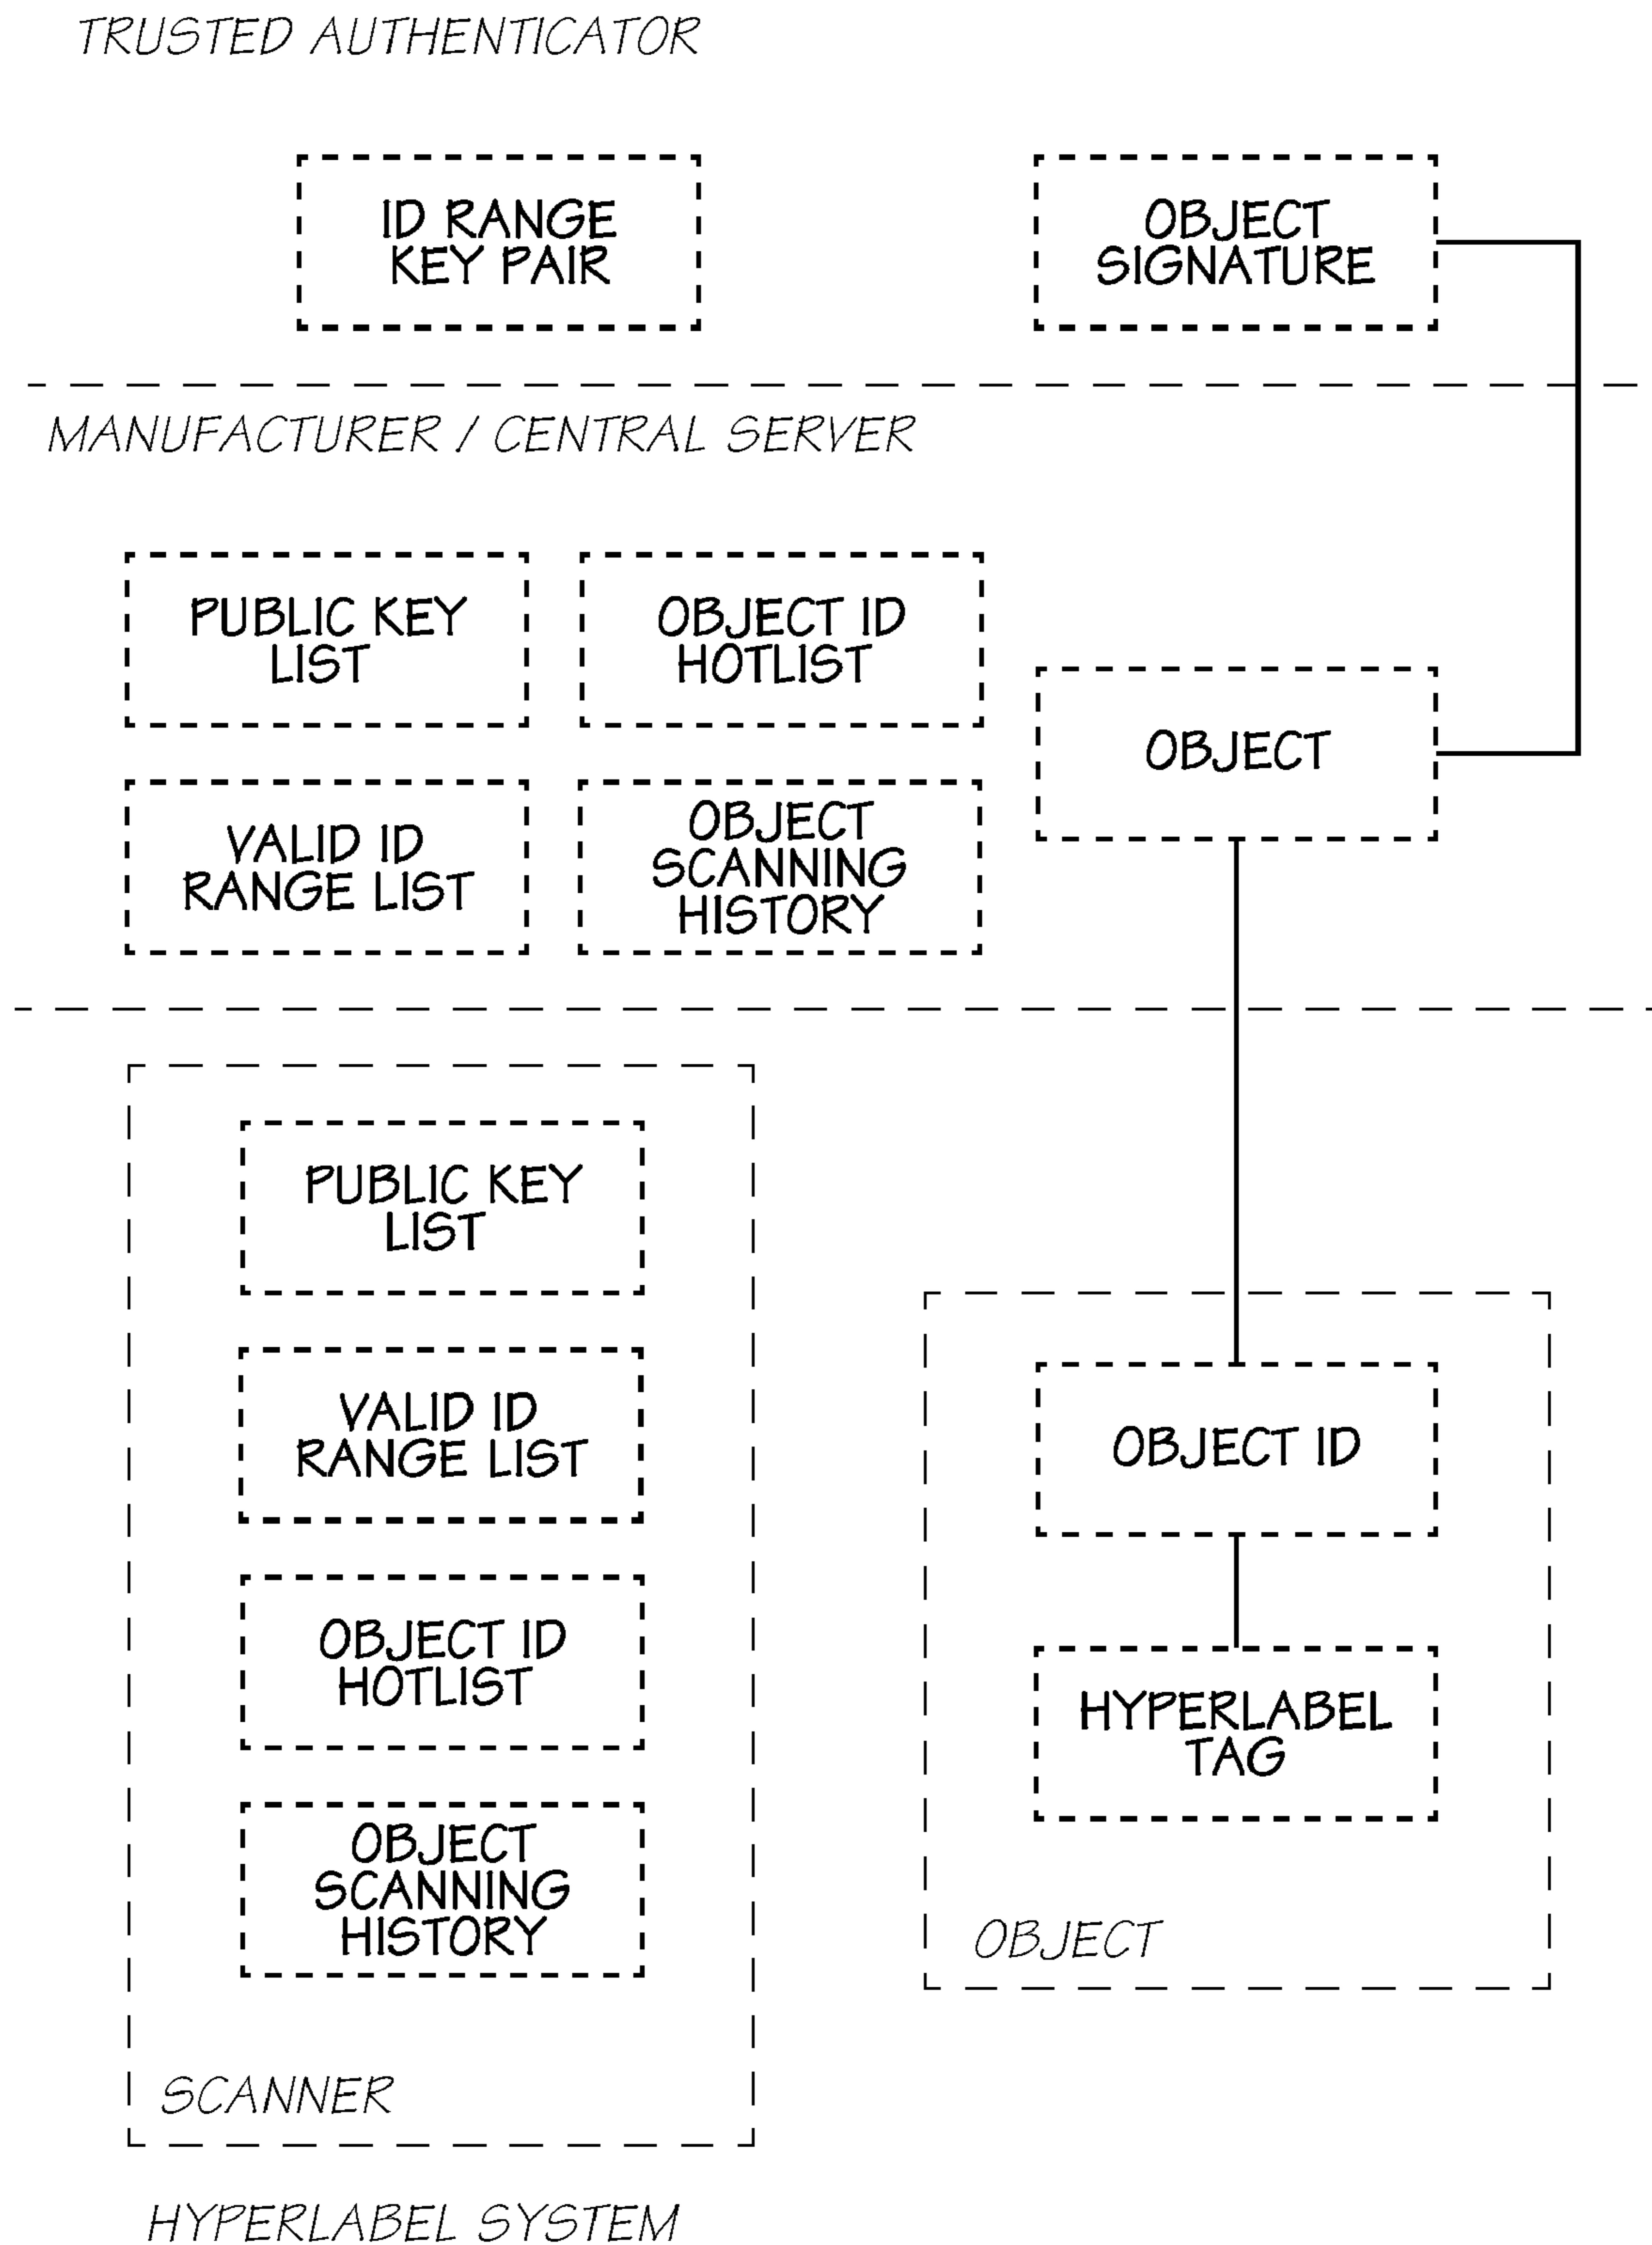 TRUSTED AUTHENTICATOR
ID RANGE
KEY PAIR
OBJECT
SIGNATURE
MANUFACTURER / CENTRAL SERVER
PUBLIC KEY
LIST
OBJECT ID
HOTLIST
OBJECT
VALID ID
RANGE LIST
OBJECT
SCANNING
HISTORY
PUBLIC KEY
LIST
VALID ID
RANGE LIST
OBJECT ID
HOTLIST
OBJECT
SCANNING
HISTORY
SCANNER
OBJECT ID
HYPERLABEL
TAG
OBJECT
HYPERLABEL SYSTEM